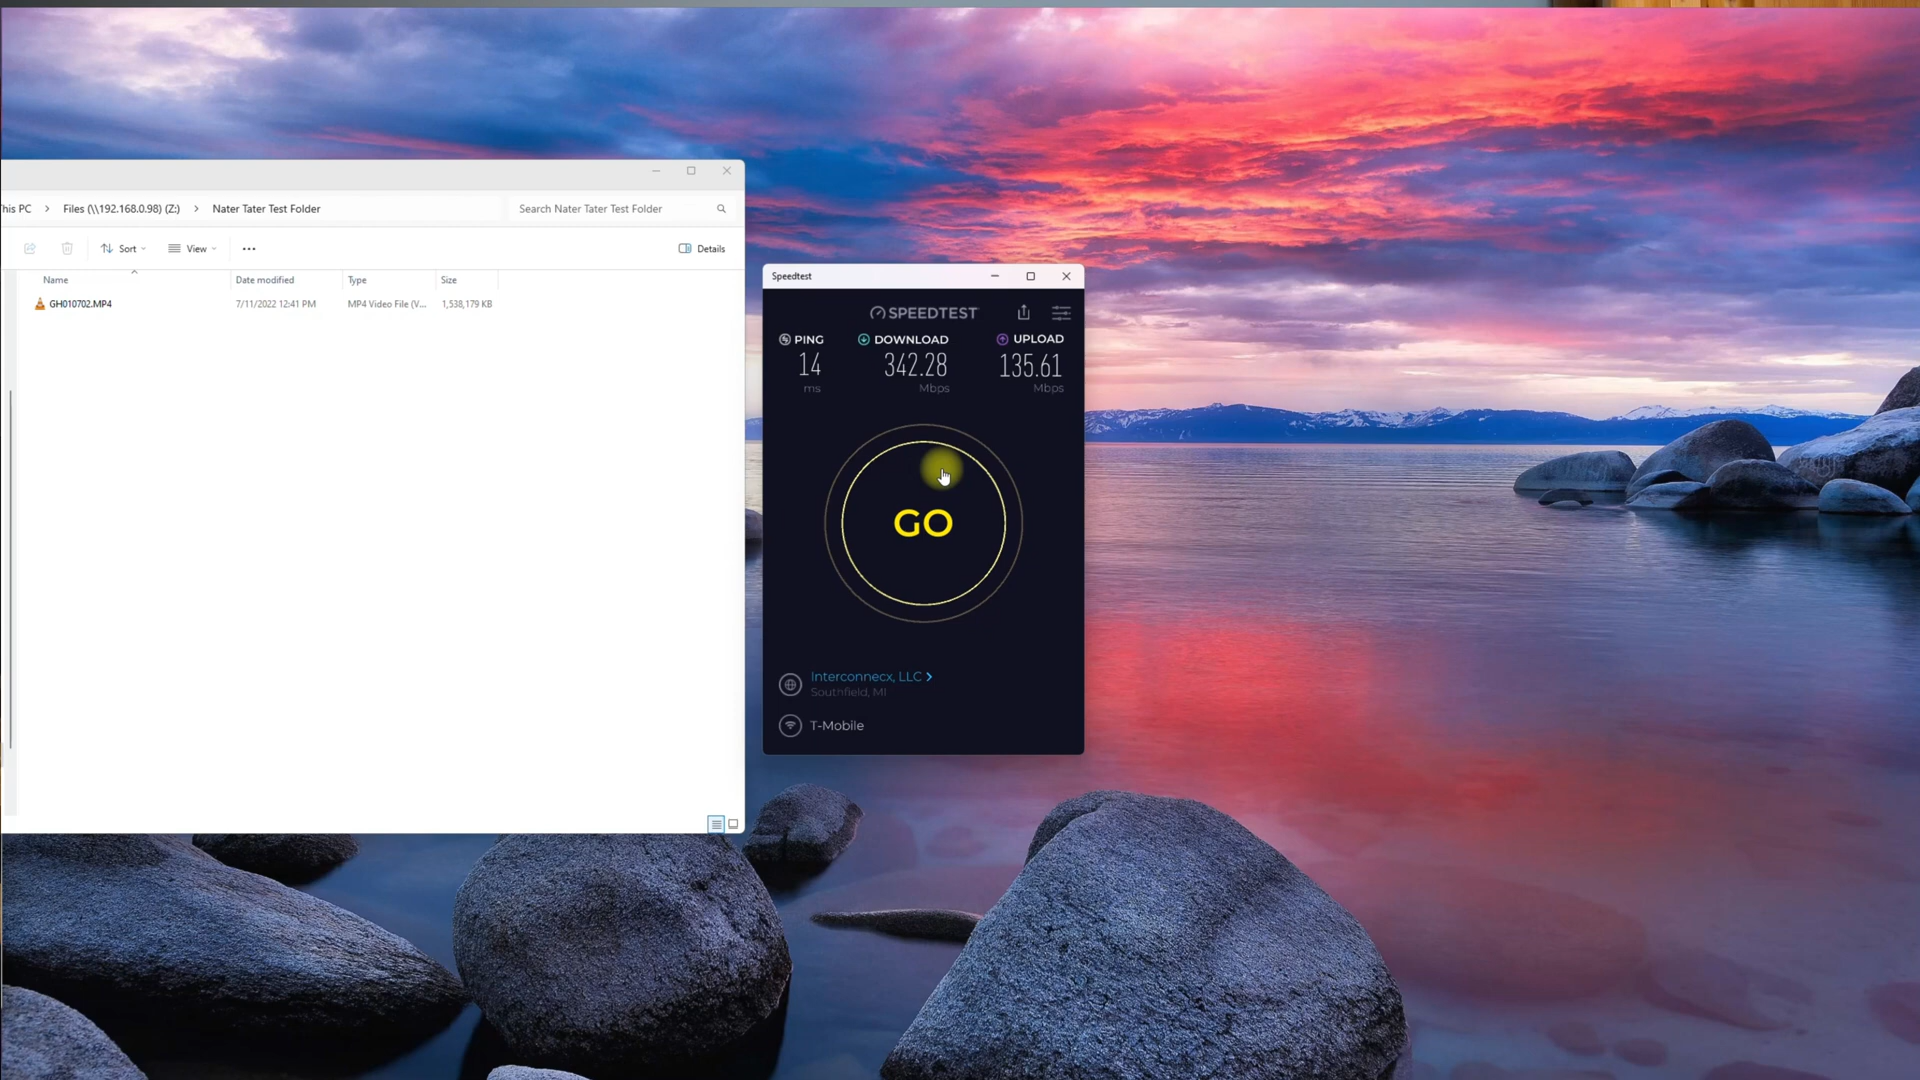 his PC > Files (\\192.168.0.98) (Z:) > Nater Tater Test Folder
Search Nater Tater Test Folder
Sort
View
Details
Name Date modified Type Size
GH010702.MP4 7/11/2022 12:41 PM MP4 Video File (V... 1,538,179 KB
Speedtest
SPEEDTEST
PING DOWNLOAD UPLOAD
14 342.28 135.61
ms Mbps Mbps
GO
Interconnecx, LLC >
Southfield, MI
T-Mobile